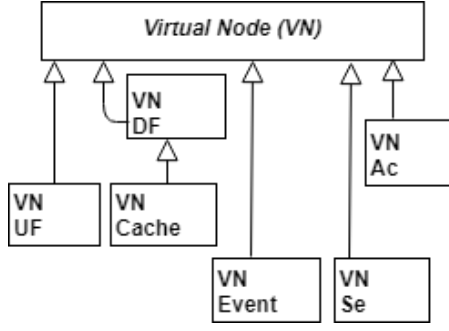 Virtual Node (VN)
VN
DF
VN
Ac
VN
UF
VN
Cache
VN
Event
VN
Se